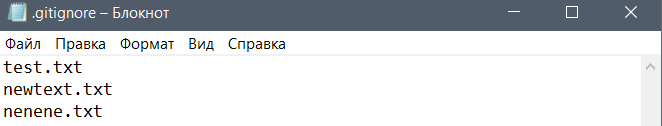 .gitignore – Блокнот
Файл Правка Формат Вид Справка
test.txt
newtext.txt
nenene.txt